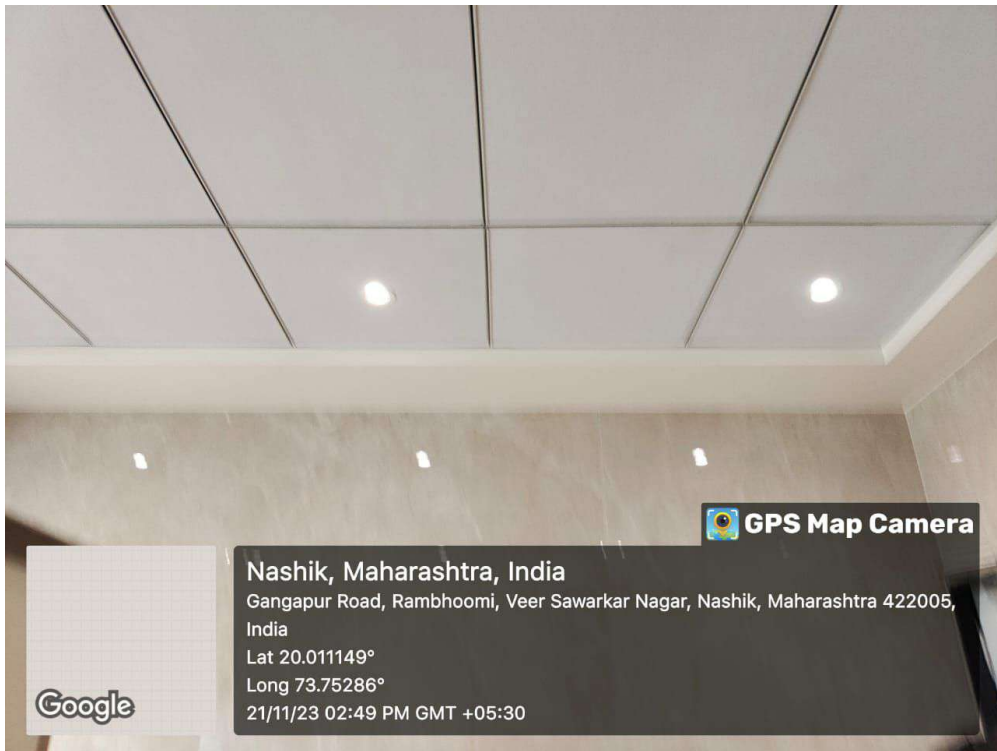 GPS Map Camera
Nashik, Maharashtra, India
Gangapur Road, Rambhoomi, Veer Sawarkar Nagar, Nashik, Maharashtra 422005,
India
Lat 20.011149°
Long 73.75286°
21/11/23 02:49 PM GMT +05:30
Google